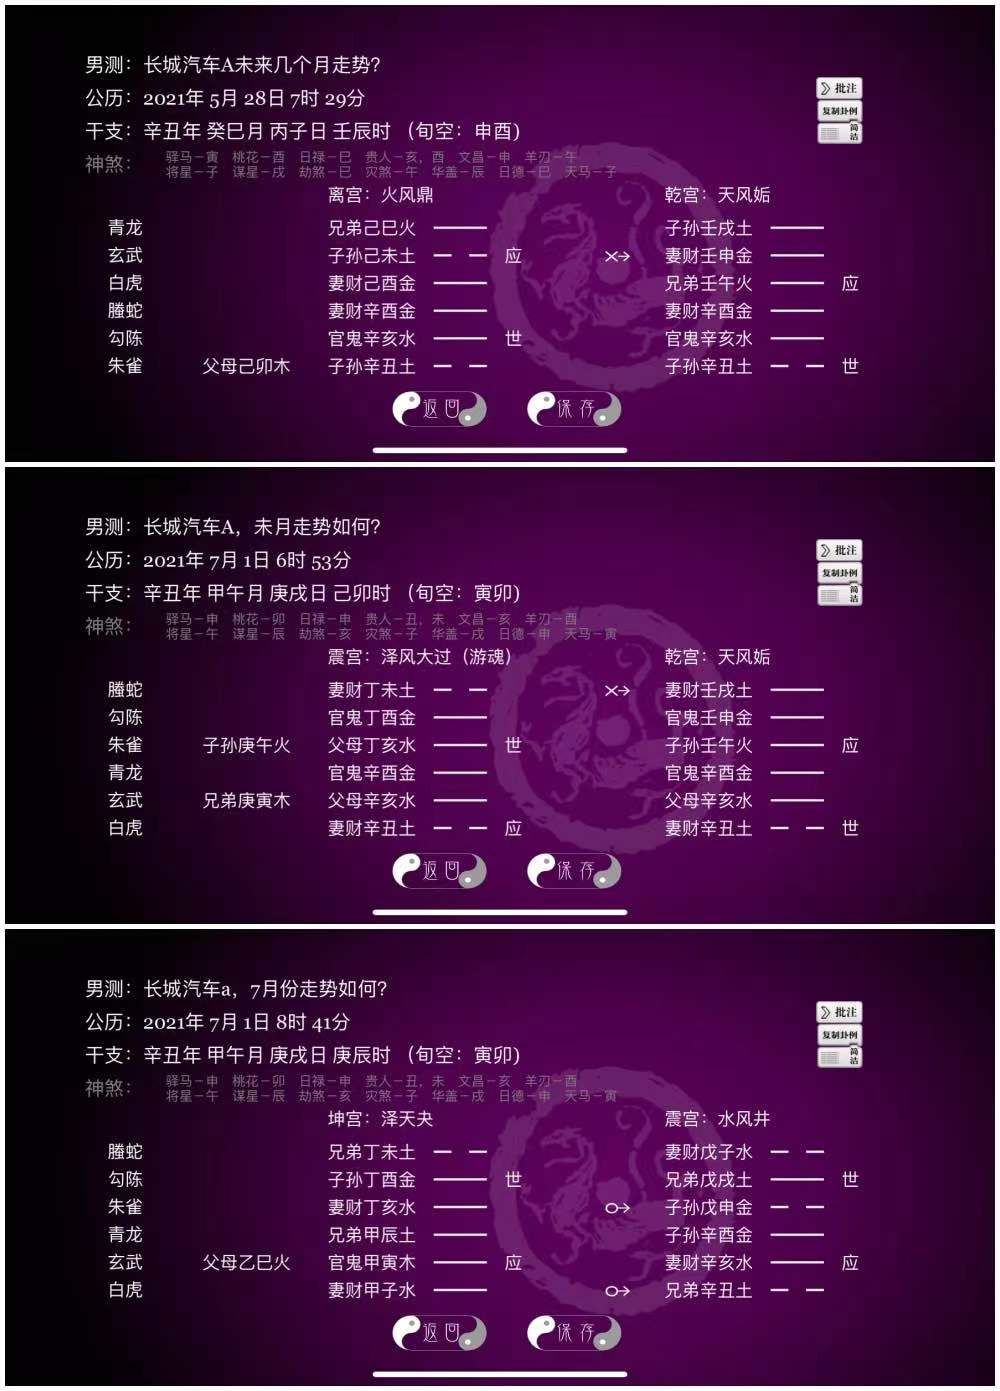 男测：长城汽车A未来几个月走势？
公历：2021年 5月 28日 7时 29分
批注
复制卦例
简洁
干支：辛丑年 癸巳月 丙子日 壬辰时 （旬空：申酉）
神煞：
驿马－寅 桃花－酉 日禄－巳 贵人－亥，酉 文昌－申 羊刃－午
将星－子 谋星－戌 劫煞－巳 灾煞－午 华盖－辰 日德－巳 天马－子
离宫：火风鼎 乾宫：天风姤
青龙 兄弟己巳火 子孙壬戌土
玄武 子孙己未土 应 ×→ 妻财壬申金
白虎 妻财己酉金 兄弟壬午火 应
螣蛇 妻财辛酉金 妻财辛酉金
勾陈 官鬼辛亥水 世 官鬼辛亥水
朱雀 父母己卯木 子孙辛丑土 子孙辛丑土 世
返回 保存
男测：长城汽车A，未月走势如何？
公历：2021年 7月 1日 6时 53分
批注
复制卦例
简洁
干支：辛丑年 甲午月 庚戌日 己卯时 （旬空：寅卯）
神煞：
驿马－申 桃花－卯 日禄－申 贵人－丑，未 文昌－亥 羊刃－酉
将星－午 谋星－辰 劫煞－亥 灾煞－子 华盖－戌 日德－申 天马－寅
震宫：泽风大过（游魂） 乾宫：天风姤
螣蛇 妻财丁未土 ×→ 妻财壬戌土
勾陈 官鬼丁酉金 官鬼壬申金
朱雀 子孙庚午火 父母丁亥水 世 子孙壬午火 应
青龙 官鬼辛酉金 官鬼辛酉金
玄武 兄弟庚寅木 父母辛亥水 父母辛亥水
白虎 妻财辛丑土 应 妻财辛丑土 世
返回 保存
男测：长城汽车a，7月份走势如何？
公历：2021年 7月 1日 8时 41分
批注
复制卦例
简洁
干支：辛丑年 甲午月 庚戌日 庚辰时 （旬空：寅卯）
神煞：
驿马－申 桃花－卯 日禄－申 贵人－丑，未 文昌－亥 羊刃－酉
将星－午 谋星－辰 劫煞－亥 灾煞－子 华盖－戌 日德－申 天马－寅
坤宫：泽天夬 震宫：水风井
螣蛇 兄弟丁未土 妻财戊子水
勾陈 子孙丁酉金 世 兄弟戊戌土 世
朱雀 妻财丁亥水 ○→ 子孙戊申金
青龙 兄弟甲辰土 子孙辛酉金
玄武 父母乙巳火 官鬼甲寅木 应 妻财辛亥水 应
白虎 妻财甲子水 ○→ 兄弟辛丑土
返回 保存